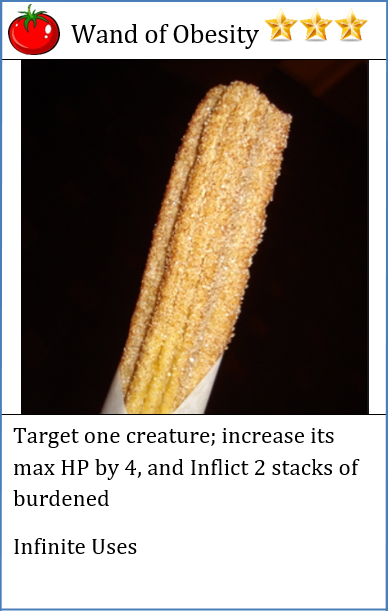 Wand of Obesity
Target one creature; increase its
max HP by 4, and Inflict 2 stacks of
burdened
Infinite Uses